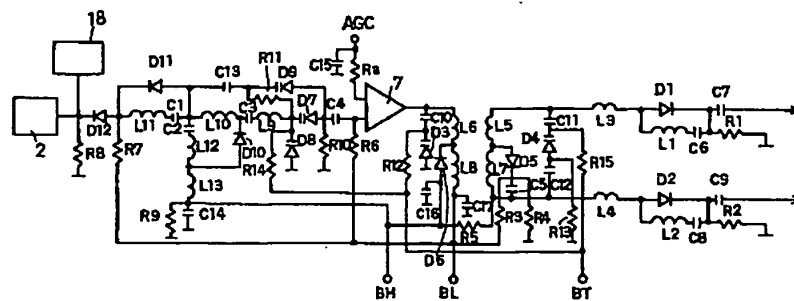 18
AGC
D11
C13
R11
D9
C15
R8
7
D1
C7
2
D12
L11
C1
C2
L10
C3
L9
D7
C4
C10
L6
L5
C11
L3
R8
R7
L12
D10
D8
R10
R6
D3
D4
L1
C6
R1
R14
R12
L8
D5
R15
L13
C5
C12
D2
C9
R9
C14
C16
C17
R3
R4
R13
L4
L2
C8
R2
R5
D6
BH
BL
BT